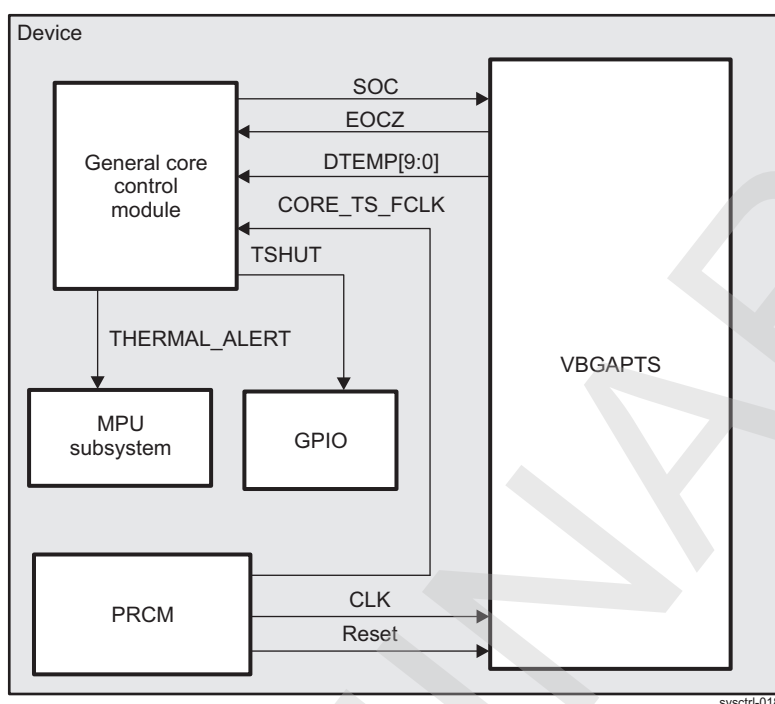 Device
SOC
EOCZ
DTEMP[9:0]
General core
control
module
CORE_TS_FCLK
TSHUT
THERMAL_ALERT
VBGAPTS
MPU
subsystem
GPIO
PRCM
CLK
Reset